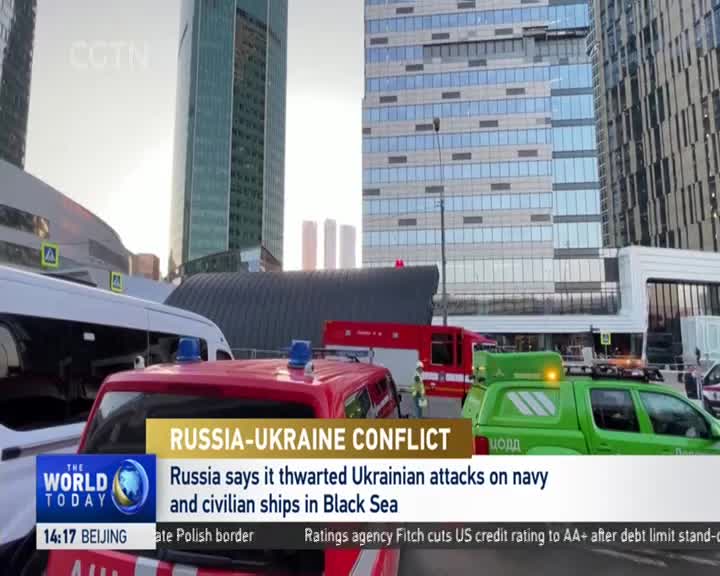 CGTN
ЦОДД
RUSSIA-UKRAINE CONFLICT
THE
WORLD
TODAY
Russia says it thwarted Ukrainian attacks on navy
and civilian ships in Black Sea
14:17 BEIJING
ate Polish border Ratings agency Fitch cuts US credit rating to AA+ after debt limit stand-